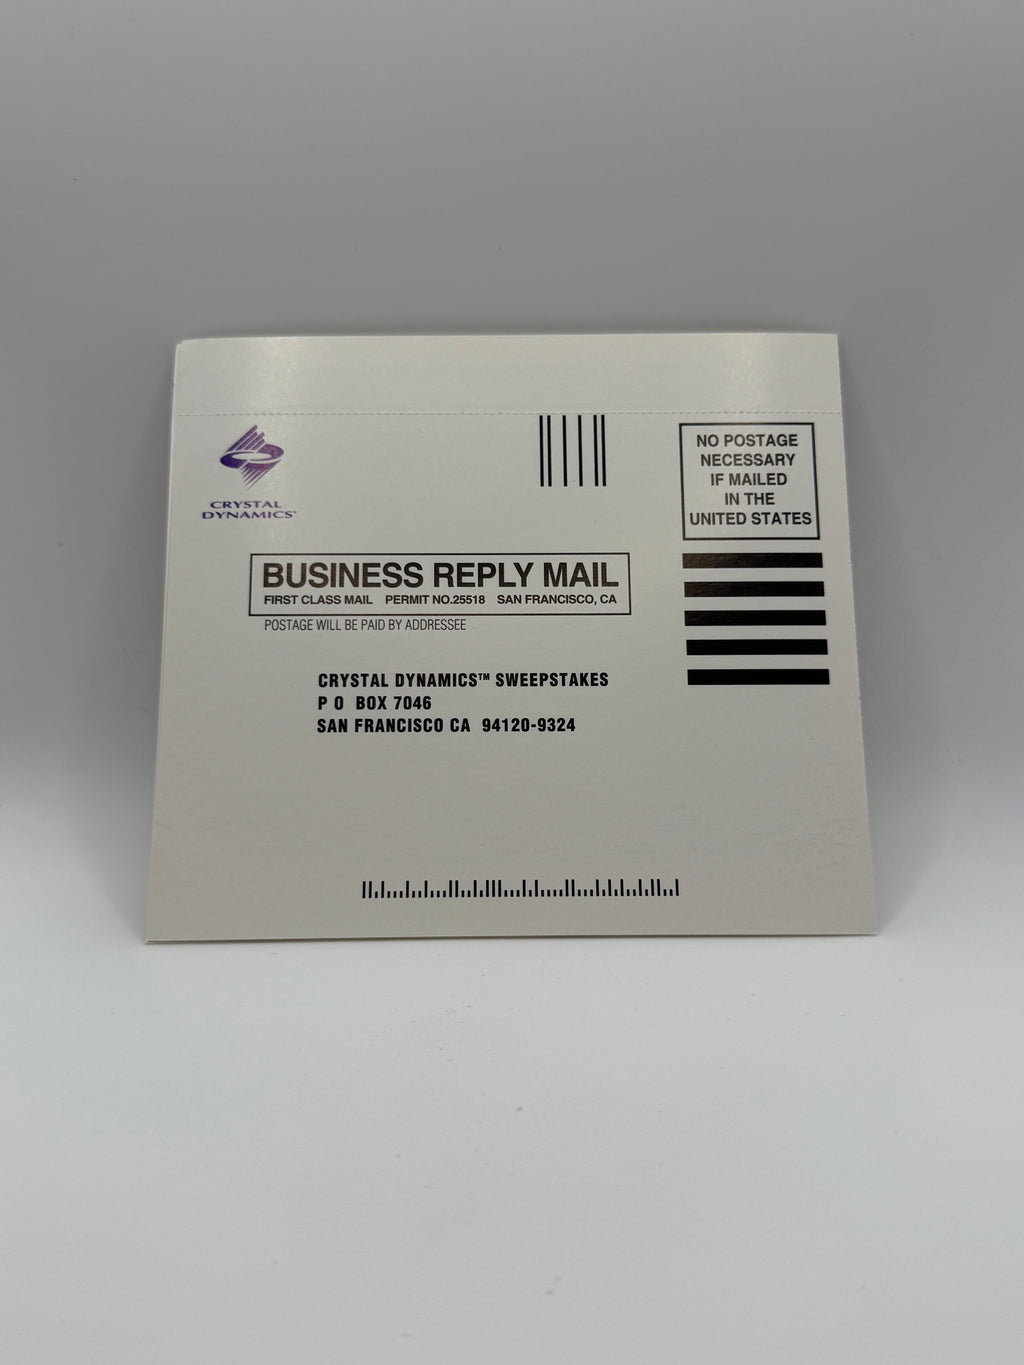 CRYSTAL
DYNAMICS™
NO POSTAGE
NECESSARY
IF MAILED
IN THE
UNITED STATES
BUSINESS REPLY MAIL
FIRST CLASS MAIL PERMIT NO.25518 SAN FRANCISCO, CA
POSTAGE WILL BE PAID BY ADDRESSEE
CRYSTAL DYNAMICS™ SWEEPSTAKES
P O BOX 7046
SAN FRANCISCO CA 94120-9324